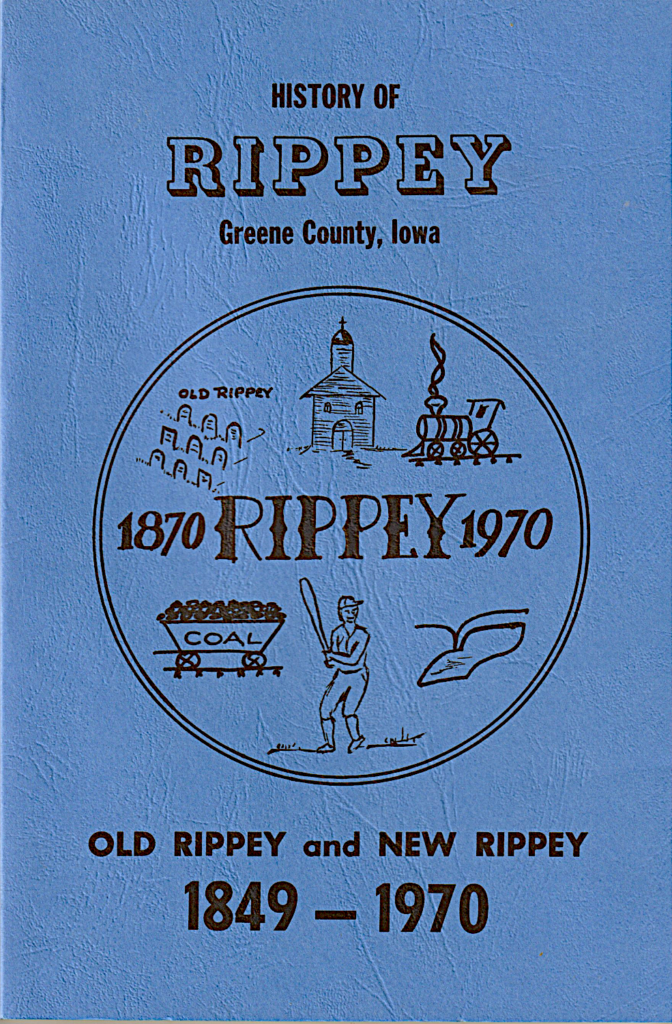 HISTORY OF
RIPPEY
Greene County, Iowa
OLD RIPPEY
1870 RIPPEY 1970
COAL
OLD RIPPEY and NEW RIPPEY
1849 — 1970